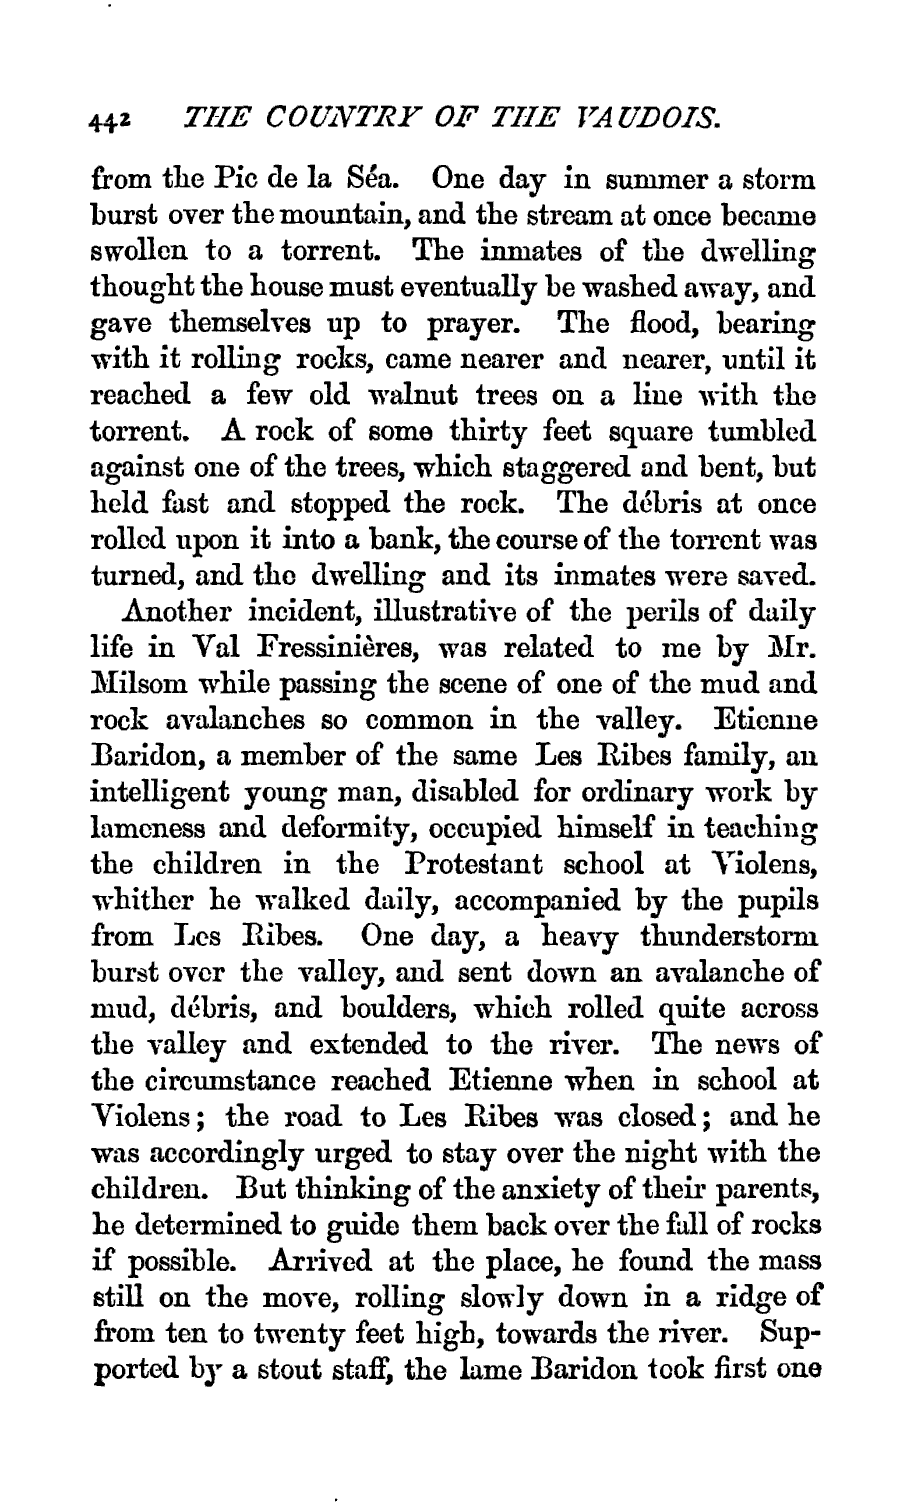 442 THE COUNTRY OF THE VAUDOIS.
from the Pic de la Séa. One day in summer a storm
burst over the mountain, and the stream at once became
swollen to a torrent. The inmates of the dwelling
thought the house must eventually be washed away, and
gave themselves up to prayer. The flood, bearing
with it rolling rocks, came nearer and nearer, until it
reached a few old walnut trees on a line with the
torrent. A rock of some thirty feet square tumbled
against one of the trees, which staggered and bent, but
held fast and stopped the rock. The débris at once
rolled upon it into a bank, the course of the torrent was
turned, and the dwelling and its inmates were saved.
Another incident, illustrative of the perils of daily
life in Val Fressinières, was related to me by Mr.
Milsom while passing the scene of one of the mud and
rock avalanches so common in the valley. Etienne
Baridon, a member of the same Les Ribes family, an
intelligent young man, disabled for ordinary work by
lameness and deformity, occupied himself in teaching
the children in the Protestant school at Violens,
whither he walked daily, accompanied by the pupils
from Les Ribes. One day, a heavy thunderstorm
burst over the valley, and sent down an avalanche of
mud, débris, and boulders, which rolled quite across
the valley and extended to the river. The news of
the circumstance reached Etienne when in school at
Violens; the road to Les Ribes was closed; and he
was accordingly urged to stay over the night with the
children. But thinking of the anxiety of their parents,
he determined to guide them back over the fall of rocks
if possible. Arrived at the place, he found the mass
still on the move, rolling slowly down in a ridge of
from ten to twenty feet high, towards the river. Sup-
ported by a stout staff, the lame Baridon took first one